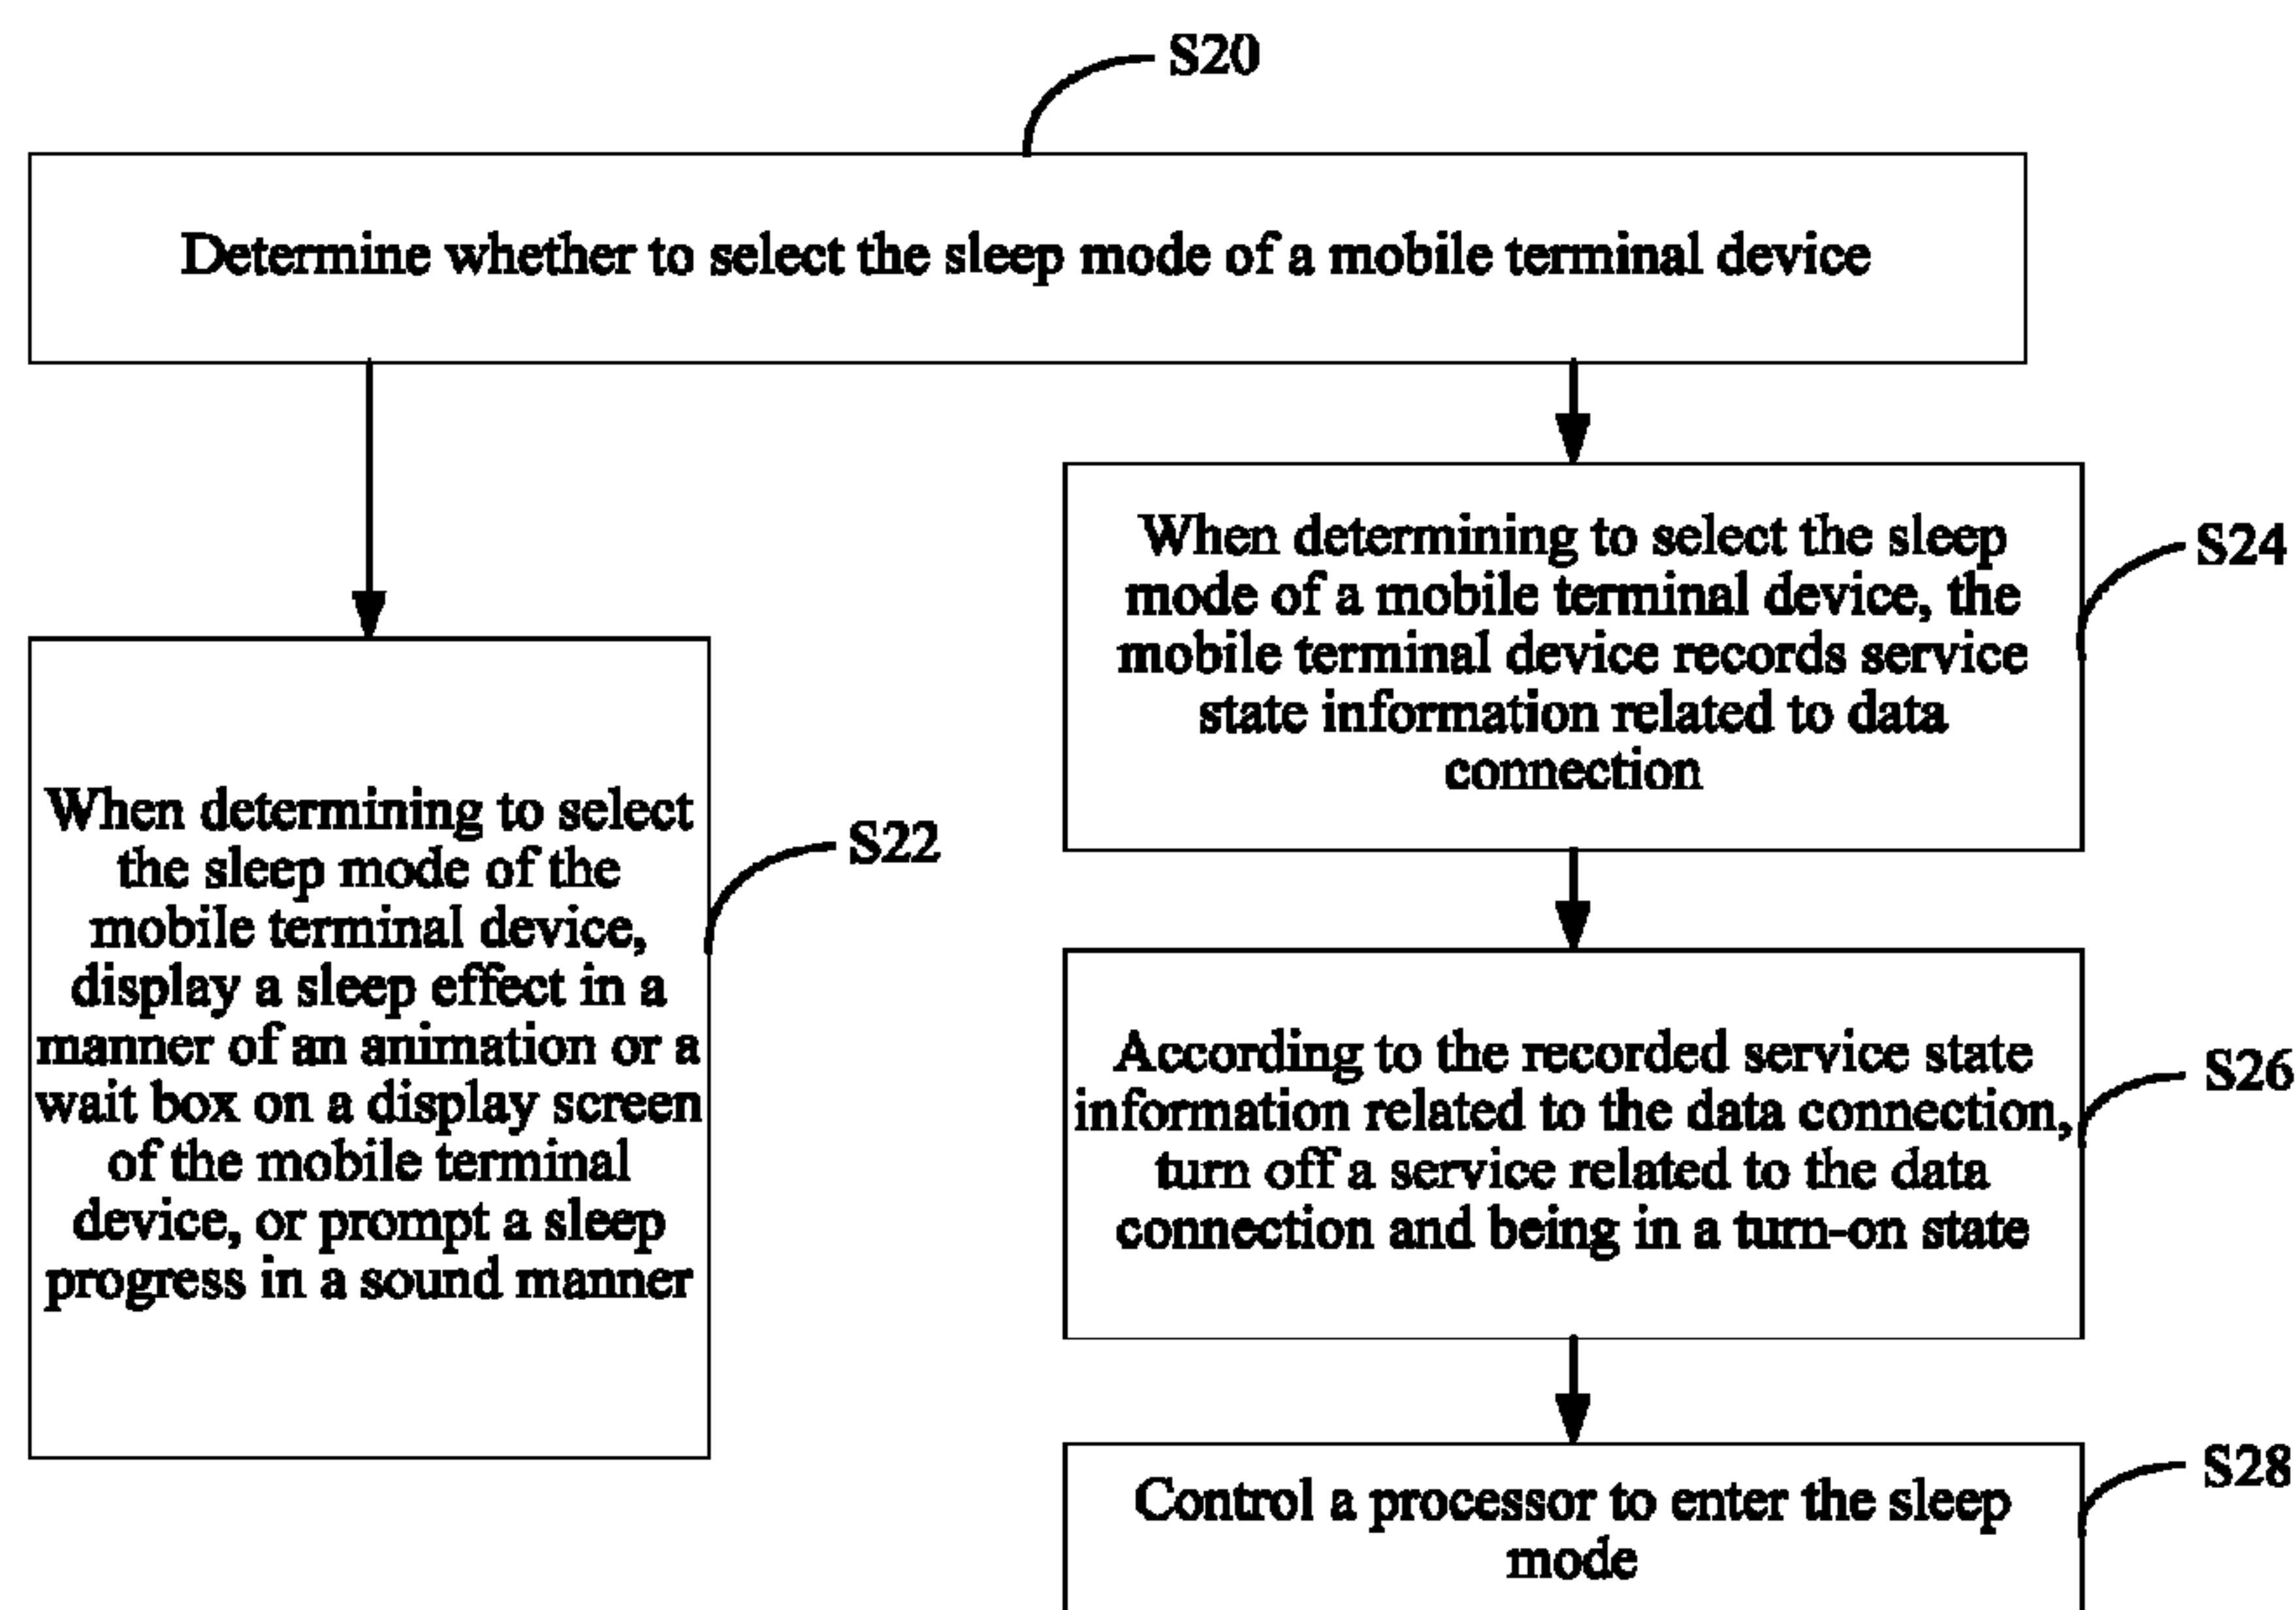 S20
Determine whether to select the sleep mode of a mobile terminal device
When determining to select the sleep
mode of a mobile terminal device, the
mobile terminal device records service
state information related to data
connection
S24
When determining to select
the sleep mode of the
mobile terminal device,
display a sleep effect in a
manner of an animation or a
wait box on a display screen
of the mobile terminal
device, or prompt a sleep
progress in a sound manner
S22
According to the recorded service state
information related to the data connection,
turn off a service related to the data
connection and being in a turn-on state
S26
Control a processor to enter the sleep
mode
S28